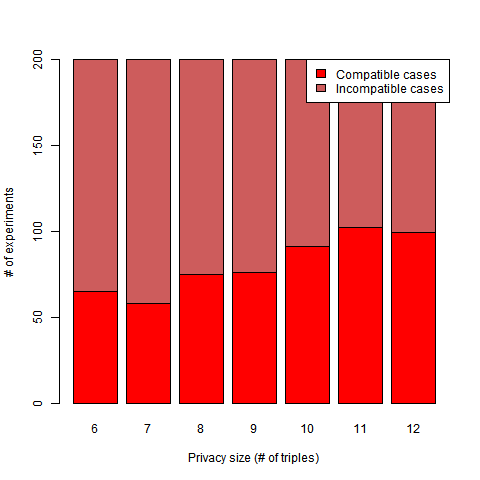 Compatible cases
Incompatible cases
# of experiments
200
150
100
50
0
6 7 8 9 10 11 12
Privacy size (# of triples)